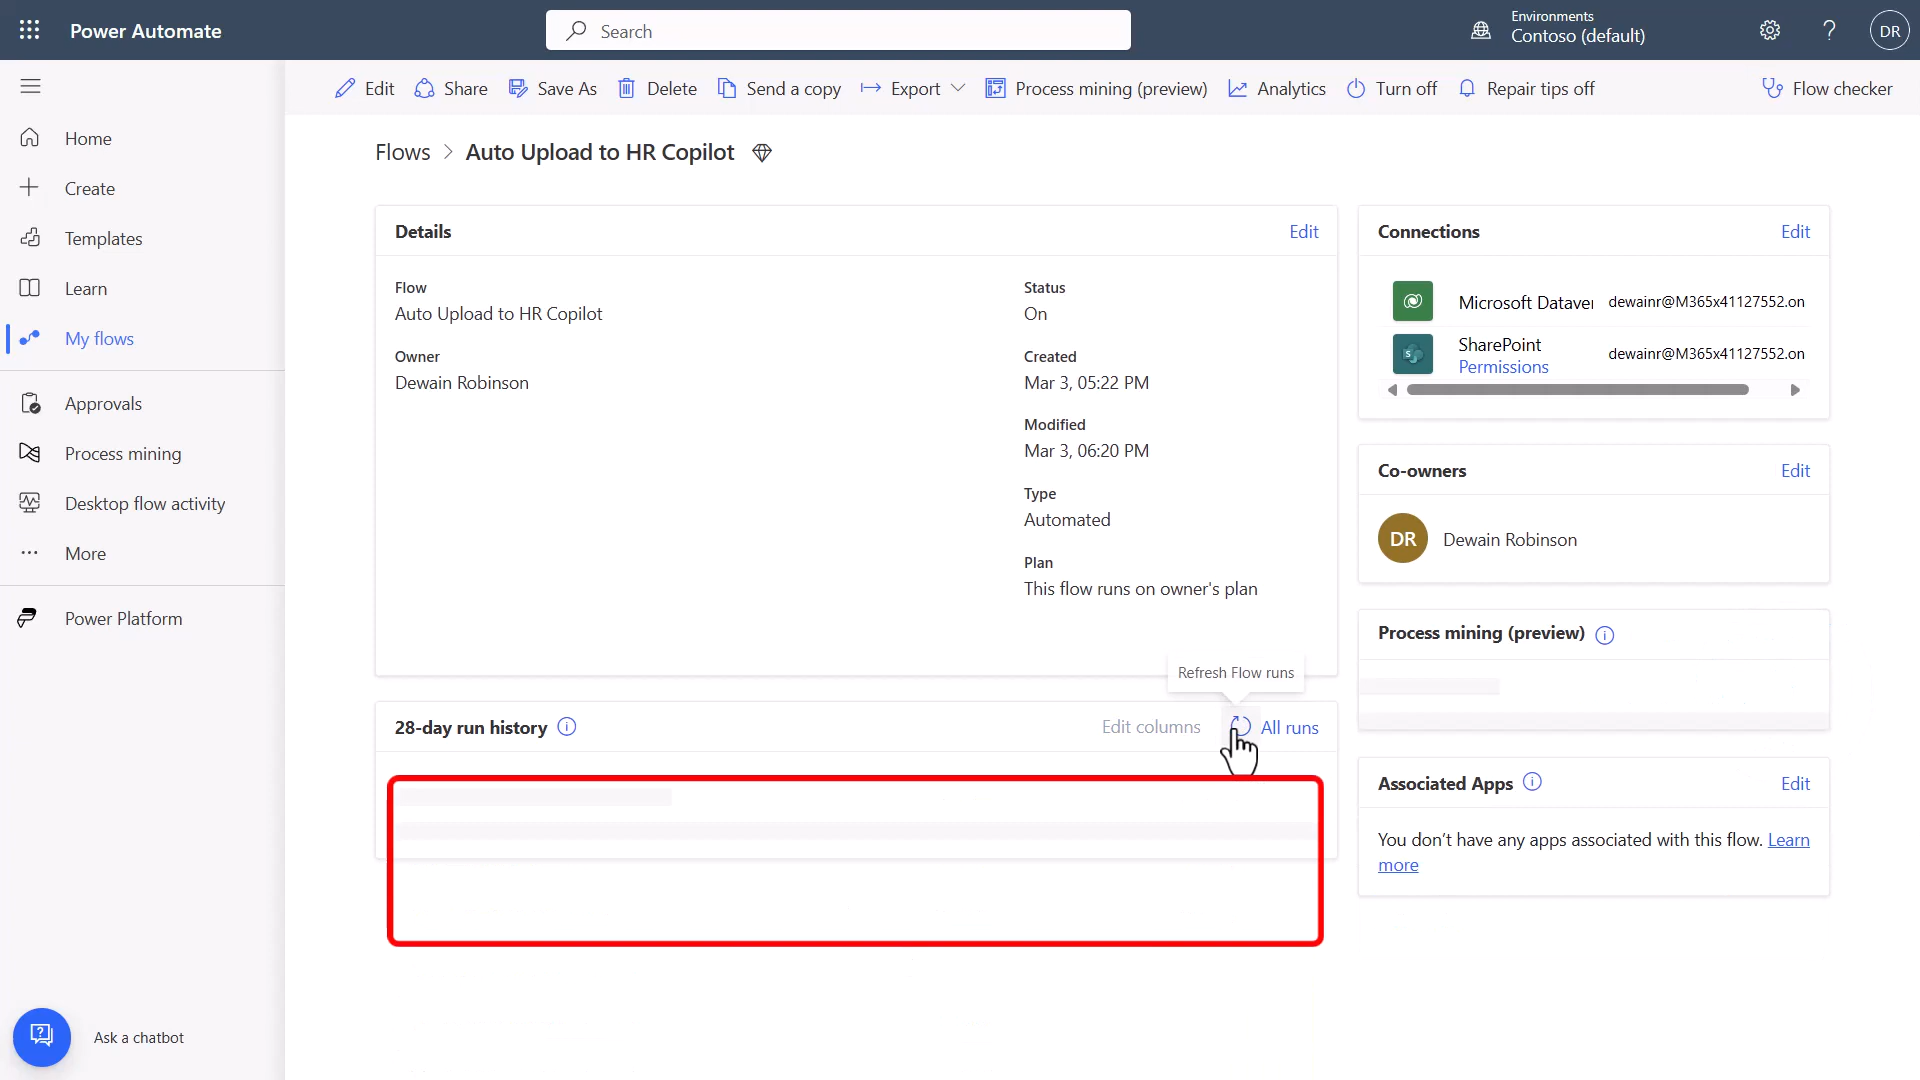 Power Automate
Search
Environments
Contoso (default)
?
DR
Edit
Share
Save As
Delete
Send a copy
Export
Process mining (preview)
Analytics
Turn off
Repair tips off
Flow checker
Home
Create
Templates
Learn
My flows
Approvals
Process mining
Desktop flow activity
More
Power Platform
Ask a chatbot
Flows > Auto Upload to HR Copilot
Details
Edit
Flow
Auto Upload to HR Copilot
Owner
Dewain Robinson
Status
On
Created
Mar 3, 05:22 PM
Modified
Mar 3, 06:20 PM
Type
Automated
Plan
This flow runs on owner's plan
Refresh Flow runs
28-day run history
Edit columns
All runs
Connections
Edit
Microsoft Dataver
dewainr@M365x41127552.on
SharePoint
Permissions
dewainr@M365x41127552.on
Co-owners
Edit
DR
Dewain Robinson
Process mining (preview)
Associated Apps
Edit
You don’t have any apps associated with this flow. Learn
more